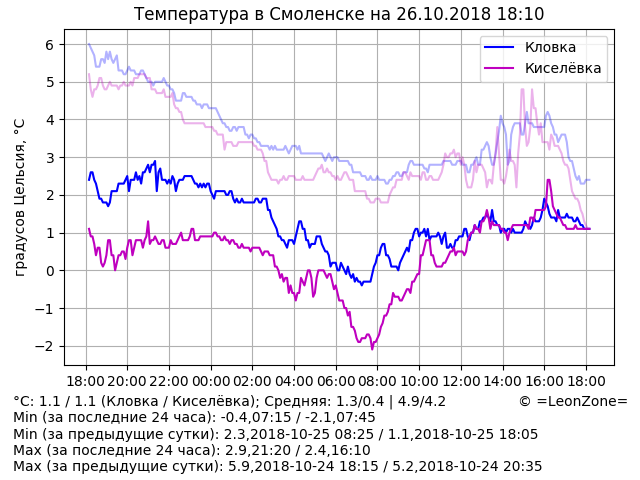 Температура в Смоленске на 26.10.2018 18:10
Кловка
Киселёвка
градусов Цельсия, °C
6
5
4
3
2
1
0
−1
−2
18:00 20:00 22:00 00:00 02:00 04:00 06:00 08:00 10:00 12:00 14:00 16:00 18:00
°C: 1.1 / 1.1 (Кловка / Киселёвка); Средняя: 1.3/0.4 | 4.9/4.2 © =LeonZone=
Min (за последние 24 часа): -0.4,07:15 / -2.1,07:45
Min (за предыдущие сутки): 2.3,2018-10-25 08:25 / 1.1,2018-10-25 18:05
Max (за последние 24 часа): 2.9,21:20 / 2.4,16:10
Max (за предыдущие сутки): 5.9,2018-10-24 18:15 / 5.2,2018-10-24 20:35